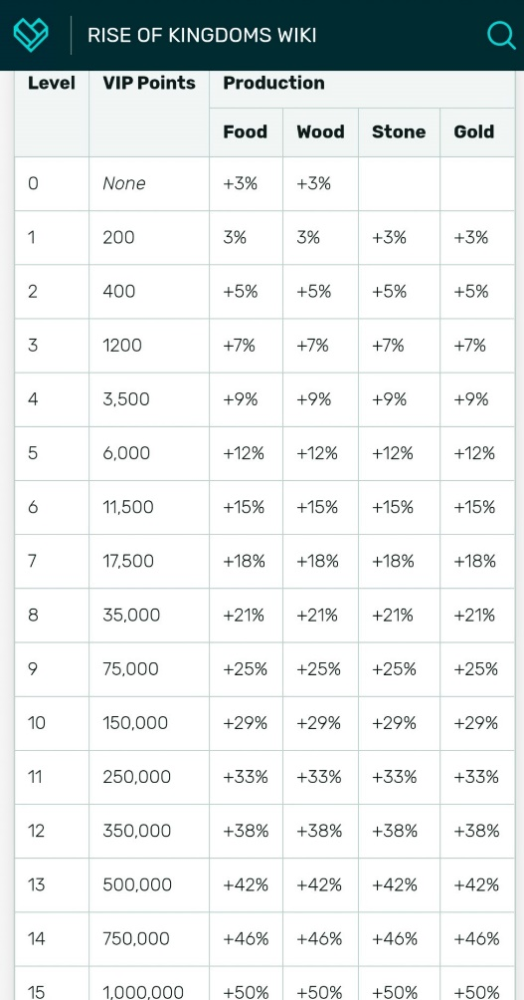 RISE OF KINGDOMS WIKI
Level VIP Points Production
Food Wood Stone Gold
0 None +3% +3%
1 200 3% 3% +3% +3%
2 400 +5% +5% +5% +5%
3 1200 +7% +7% +7% +7%
4 3,500 +9% +9% +9% +9%
5 6,000 +12% +12% +12% +12%
6 11,500 +15% +15% +15% +15%
7 17,500 +18% +18% +18% +18%
8 35,000 +21% +21% +21% +21%
9 75,000 +25% +25% +25% +25%
10 150,000 +29% +29% +29% +29%
11 250,000 +33% +33% +33% +33%
12 350,000 +38% +38% +38% +38%
13 500,000 +42% +42% +42% +42%
14 750,000 +46% +46% +46% +46%
15 1,000,000 +50% +50% +50% +50%